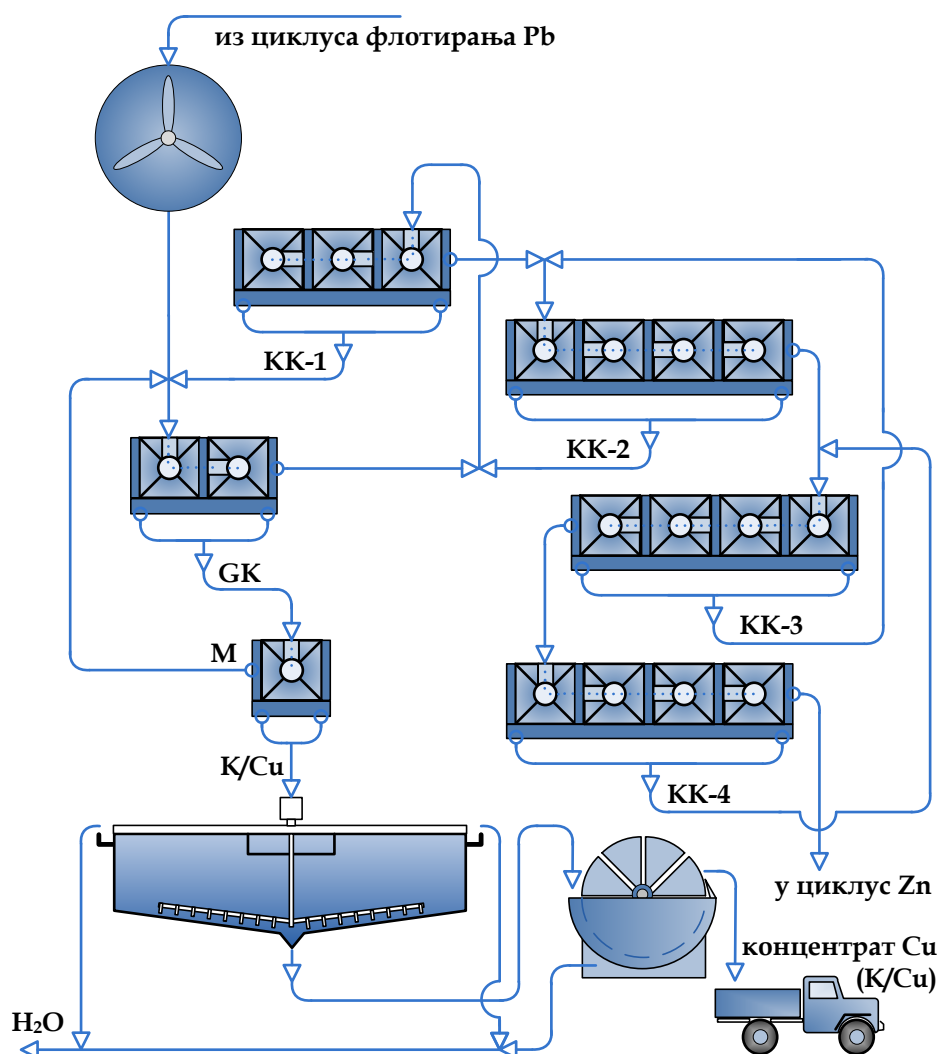 из циклуса флотирања Pb
KK-1
KK-2
GK
KK-3
M
K/Cu
KK-4
у циклус Zn
концентрат Cu
(K/Cu)
H₂O